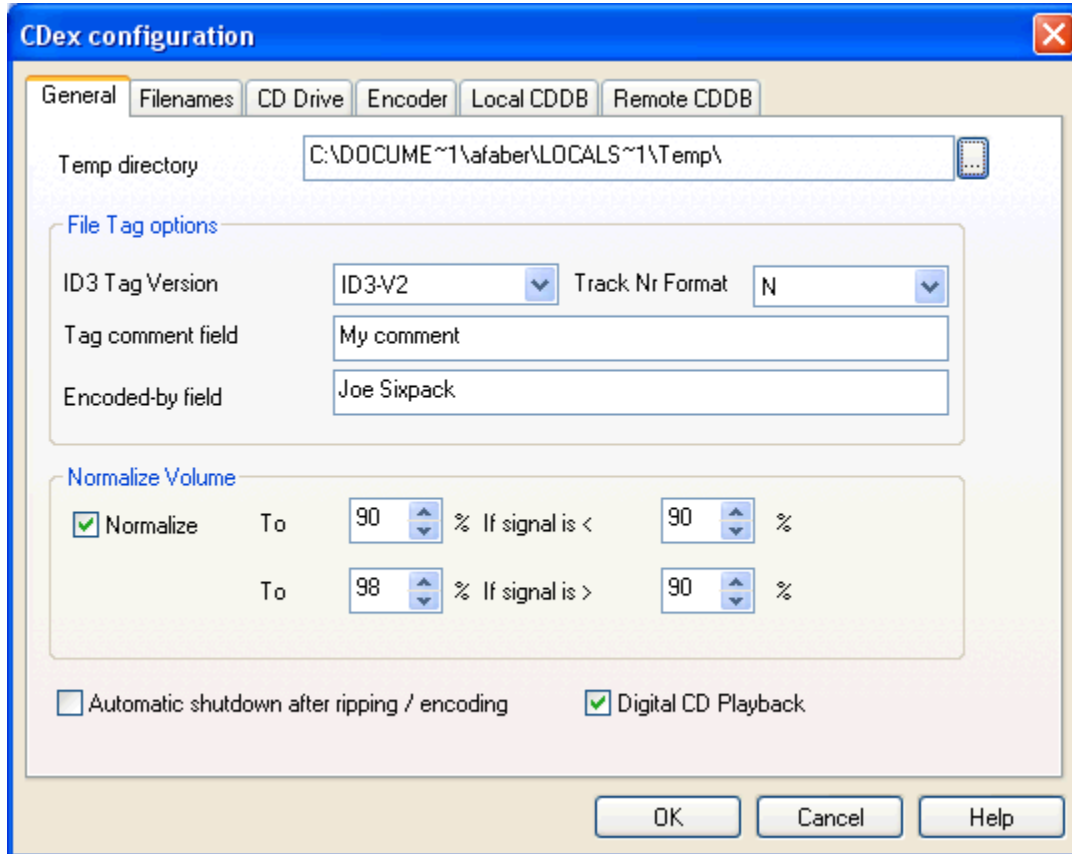 CDex configuration
General Filenames CD Drive Encoder Local CDDB Remote CDDB
Temp directory C:\DOCUME~1\afaber\LOCALS~1\Temp\ ...
File Tag options
ID3 Tag Version ID3-V2 Track Nr Format N
Tag comment field My comment
Encoded-by field Joe Sixpack
Normalize Volume
Normalize To 90 % If signal is < 90 %
To 98 % If signal is > 90 %
Automatic shutdown after ripping / encoding Digital CD Playback
OK Cancel Help